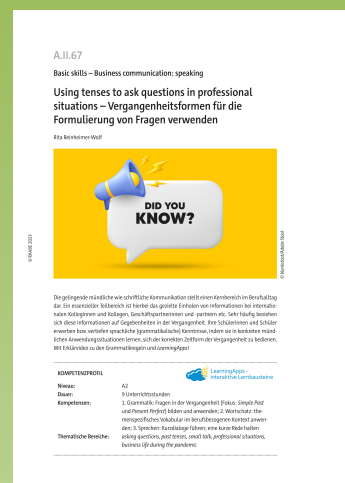 A.II.67
Basic skills – Business communication: speaking
Using tenses to ask questions in professional
situations – Vergangenheitsformen für die
Formulierung von Fragen verwenden
Rita Reinheimer-Wolf
DID YOU
KNOW?
© RAABE 2023
Die gelingende mündliche wie schriftliche Kommunikation stellt einen Kernbereich im Berufsalltag
dar. Ein essenzieller Teilbereich ist hierbei das gezielte Einholen von Informationen bei internatio-
nalen Kolleginnen und Kollegen, Geschäftspartnerinnen und -partnern etc. Sehr häufig beziehen
sich diese Informationen auf Gegebenheiten in der Vergangenheit. Ihre Schülerinnen und Schüler
erwerben bzw. vertiefen sprachliche (grammatikalische) Kenntnisse, indem sie in konkreten münd-
lichen Anwendungssituationen lernen, sich der korrekten Zeitform der Vergangenheit zu bedienen.
Mit Erklärvideo zu den Grammatikregeln und LearningApps!
KOMPETENZPROFIL
LearningApps –
interaktive Lernbausteine
Niveau: A2
Dauer: 9 Unterrichtsstunden
Kompetenzen: 1. Grammatik: Fragen in der Vergangenheit (Fokus: Simple Past
und Present Perfect) bilden und anwenden; 2. Wortschatz: the-
menspezifisches Vokabular im berufsbezogenen Kontext anwen-
den; 3. Sprechen: Kurzdialoge führen; eine kurze Rede halten
Thematische Bereiche: asking questions, past tenses, small talk, professional situations,
business life during the pandemic